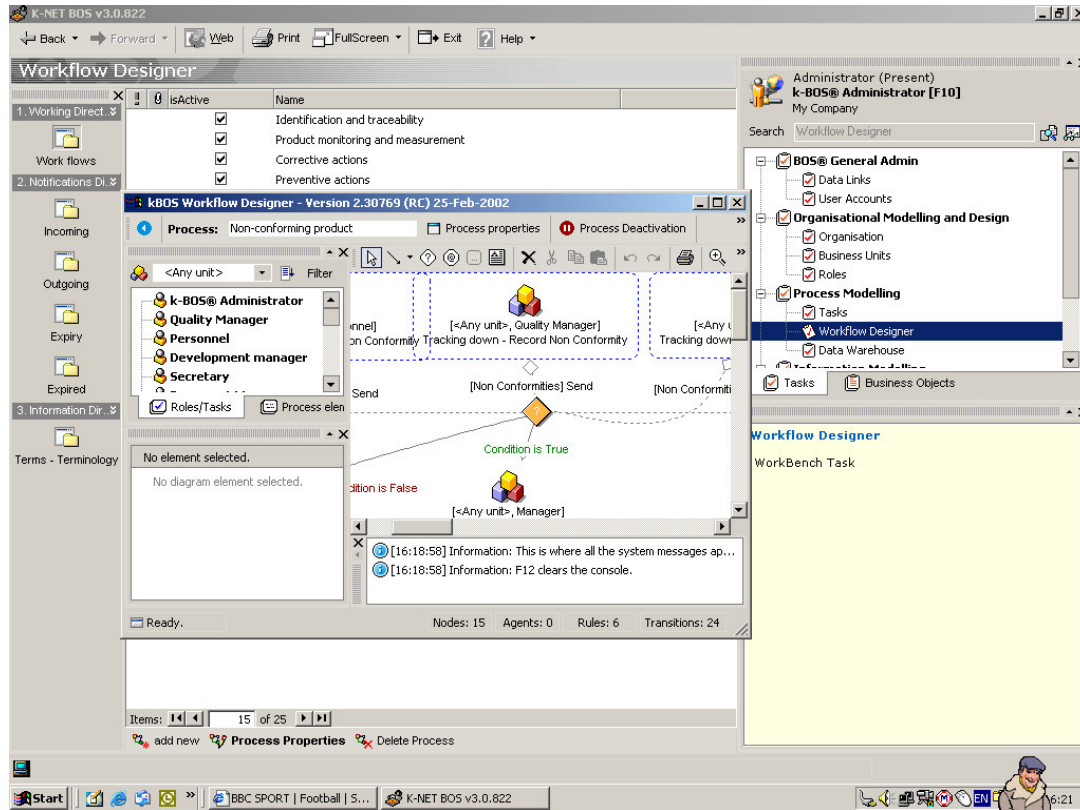 K-NET BOS v3.0.822
Back Forward Web Print FullScreen Exit Help
Workflow Designer
1. Working Direct..
Work flows
2. Notifications Di..
Incoming
Outgoing
Expiry
Expired
3. Information Dir..
Terms - Terminology
! isActive Name
Identification and traceability
Product monitoring and measurement
Corrective actions
Preventive actions
kBOS Workflow Designer - Version 2.30769 (RC) 25-Feb-2002
Process: Non-conforming product Process properties Process Deactivation
<Any unit> Filter
k-BOS® Administrator
Quality Manager
Personnel
Development manager
Secretary
Roles/Tasks Process elen
No element selected.
No diagram element selected.
nnel] [<Any unit>, Quality Manager] [<Any u
on Conformity Tracking down - Record Non Conformity Tracking down
Send [Non Conformities] Send [Non Conformiti
?
Condition is True
dition is False
[<Any unit>, Manager]
[16:18:58] Information: This is where all the system messages ap...
[16:18:58] Information: F12 clears the console.
Ready. Nodes: 15 Agents: 0 Rules: 6 Transitions: 24
Items: 15 of 25
add new Process Properties Delete Process
Administrator (Present)
k-BOS® Administrator [F10]
My Company
Search Workflow Designer
BOS® General Admin
Data Links
User Accounts
Organisational Modelling and Design
Organisation
Business Units
Roles
Process Modelling
Tasks
Workflow Designer
Data Warehouse
Information Modelling
Tasks Business Objects
Workflow Designer
WorkBench Task
Start BBC SPORT | Football | S... K-NET BOS v3.0.822 EN 6:21